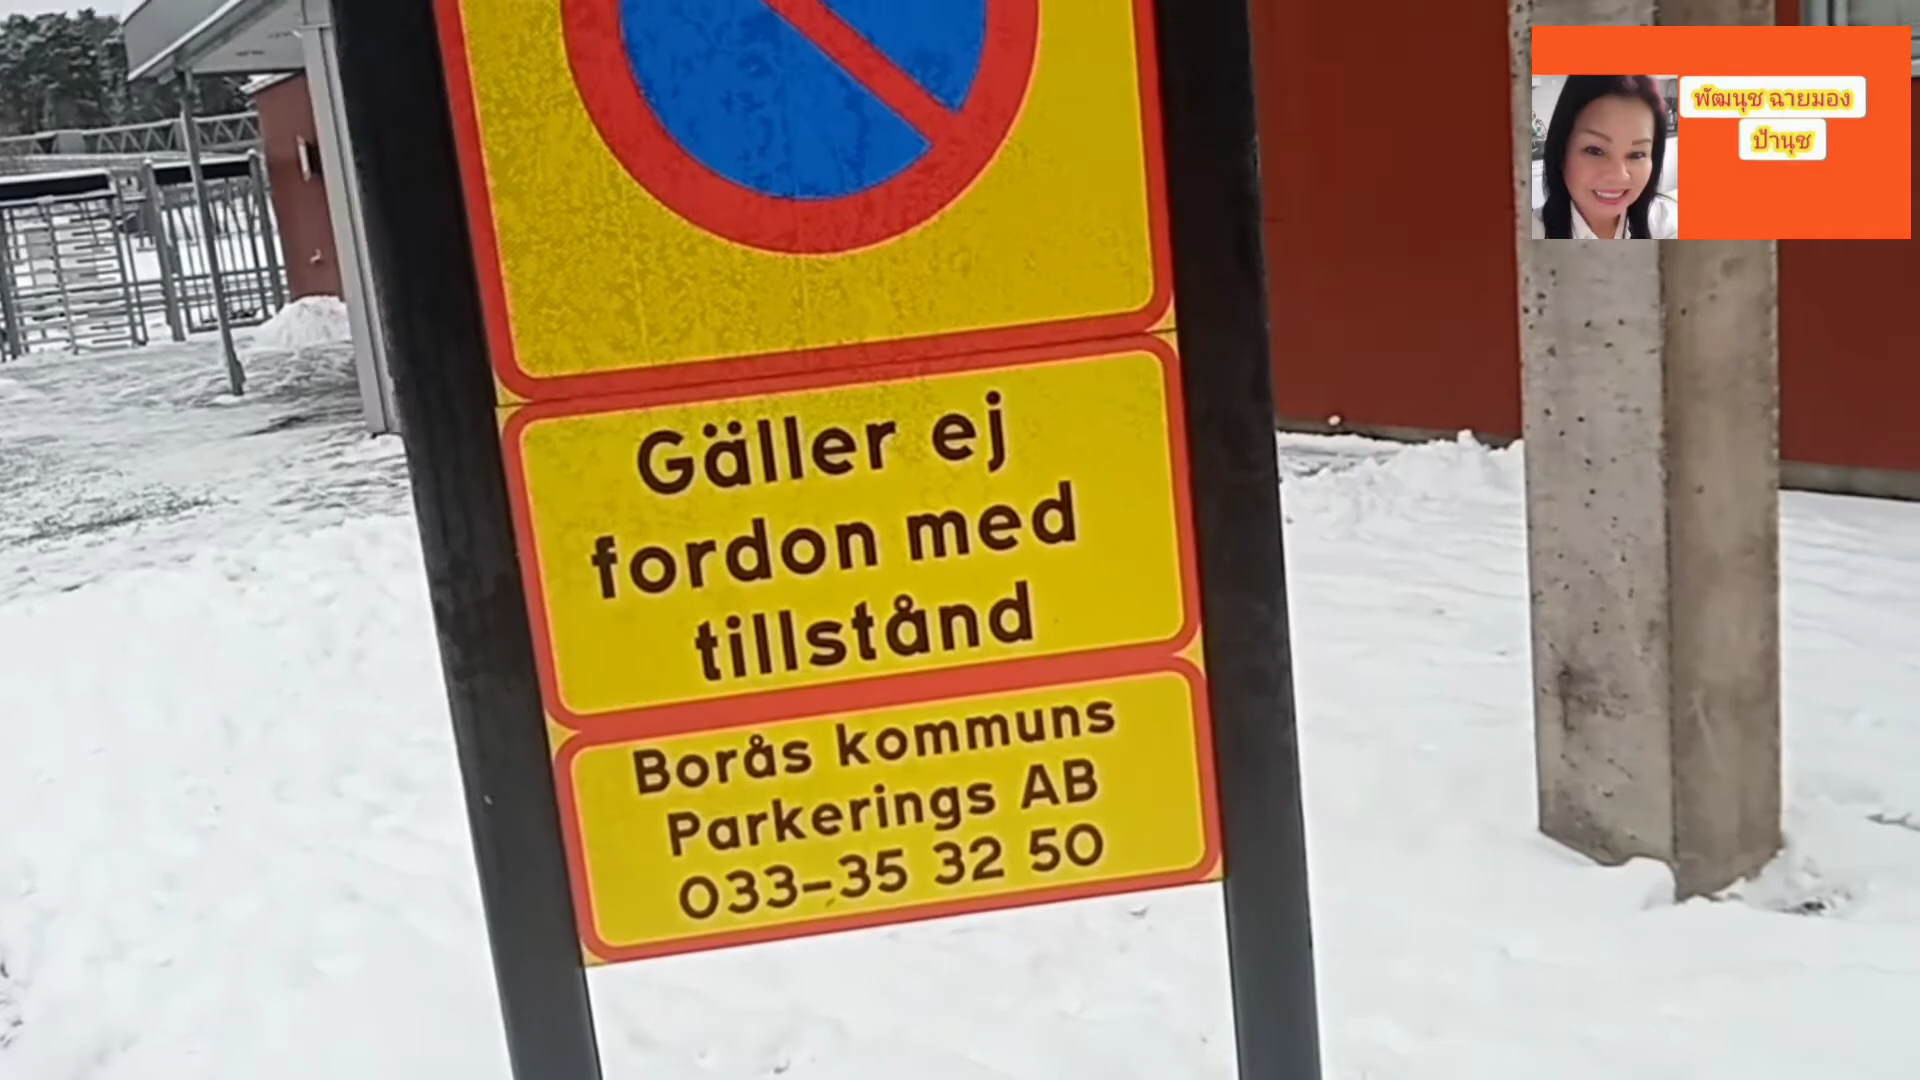 พัฒนุช ฉายมอง
ป้านุช
Gäller ej
fordon med
tillstånd
Borås kommuns
Parkerings AB
033-35 32 50